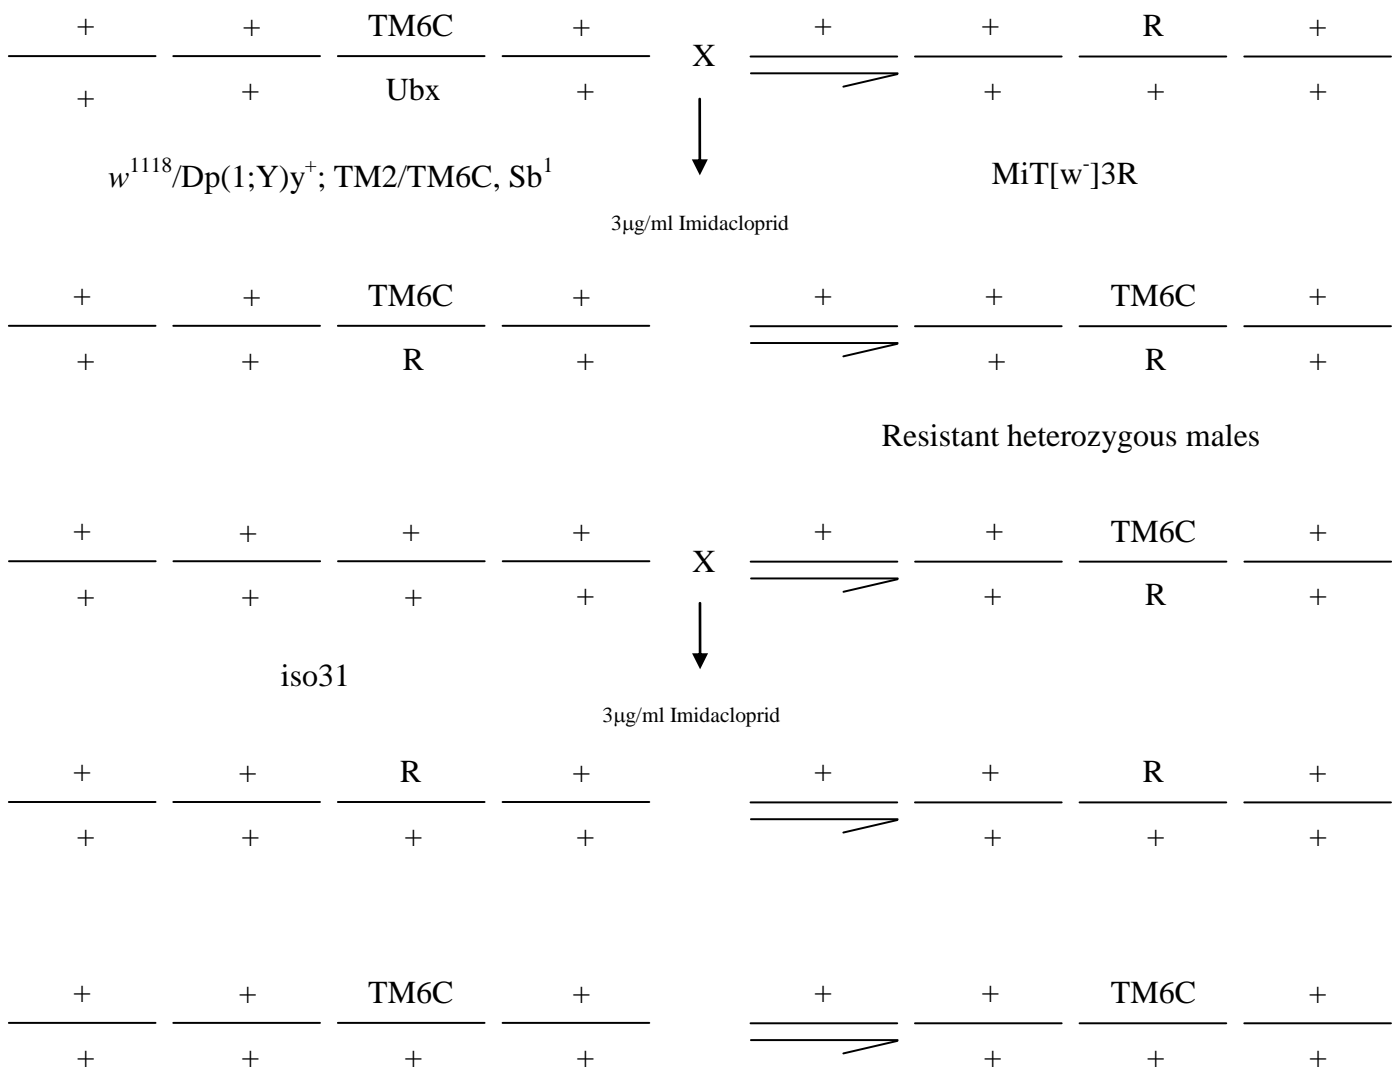 + + TM6C + X + + R +
+ + Ubx + + + +
w¹¹¹⁸/Dp(1;Y)y⁺; TM2/TM6C, Sb¹ MiT[w⁻]3R
3μg/ml Imidacloprid
+ + TM6C + + + TM6C +
+ + R + + R +
Resistant heterozygous males
+ + + + X + + TM6C +
+ + + + + R +
iso31
3μg/ml Imidacloprid
+ + R + + + R +
+ + + + + + +
+ + TM6C + + + TM6C +
+ + + + + + +